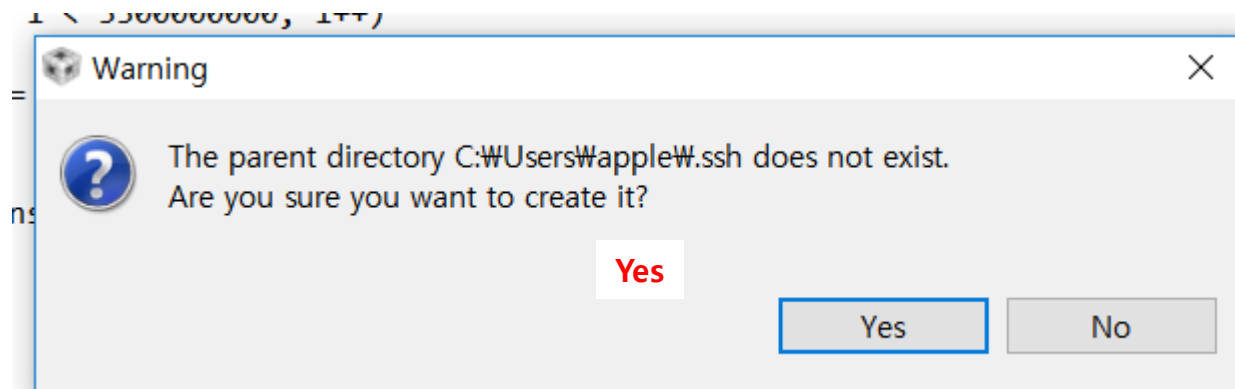 Warning
The parent directory C:₩Users₩apple₩.ssh does not exist.
Are you sure you want to create it?
Yes
Yes
No